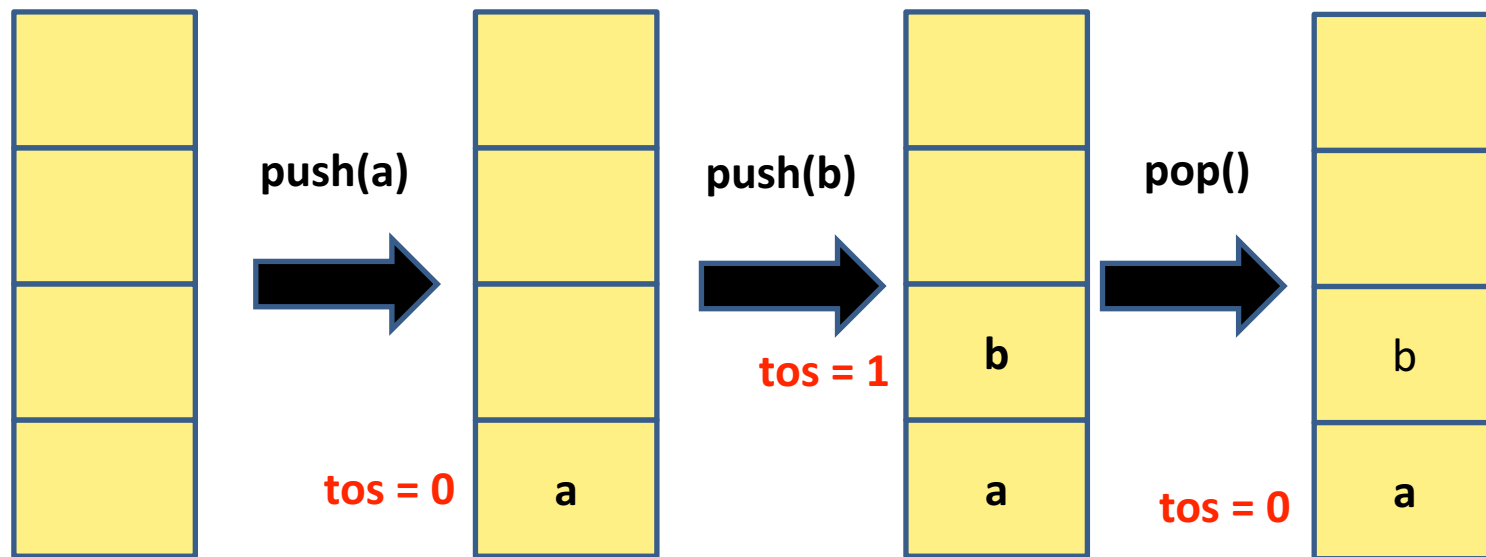 push(a)
push(b)
pop()
tos = 1
b
b
tos = 0
a
a
tos = 0
a